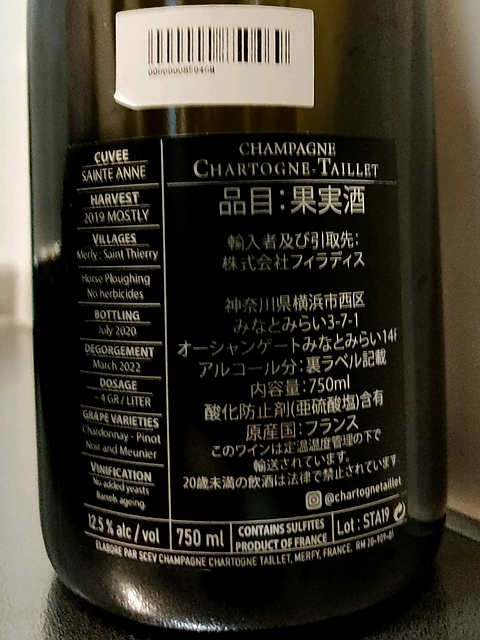 CUVEE
SAINTE ANNE
HARVEST
2019 MOSTLY
VILLAGES
Merfy ; Saint Thierry
Horse Ploughing
No herbicides
BOTTLING
July 2020
DEGORGEMENT
March 2022
DOSAGE
~ 4 GR / LITER
GRAPE VARIETIES
Chardonnay - Pinot
Noir and Meunier
VINIFICATION
No added yeasts
Barrels ageing.
CHAMPAGNE
CHARTOGNE-TAILLET
品目：果実酒
輸入者及び引取先：
株式会社フィラディス
神奈川県横浜市西区
みなとみらい3-7-1
オーシャンゲートみなとみらい14F
アルコール分：裏ラベル記載
内容量：750ml
酸化防止剤(亜硫酸塩)含有
原産国：フランス
このワインは定温温度管理の下で
輸送されています。
20歳未満の飲酒は法律で禁止されています
@chartognetaillet
12.5 % alc / vol
750 ml
CONTAINS SULFITES
PRODUCT OF FRANCE
Lot : STA19
ELABORE PAR SCEV CHAMPAGNE CHARTOGNE TAILLET, MERFY, FRANCE. RM